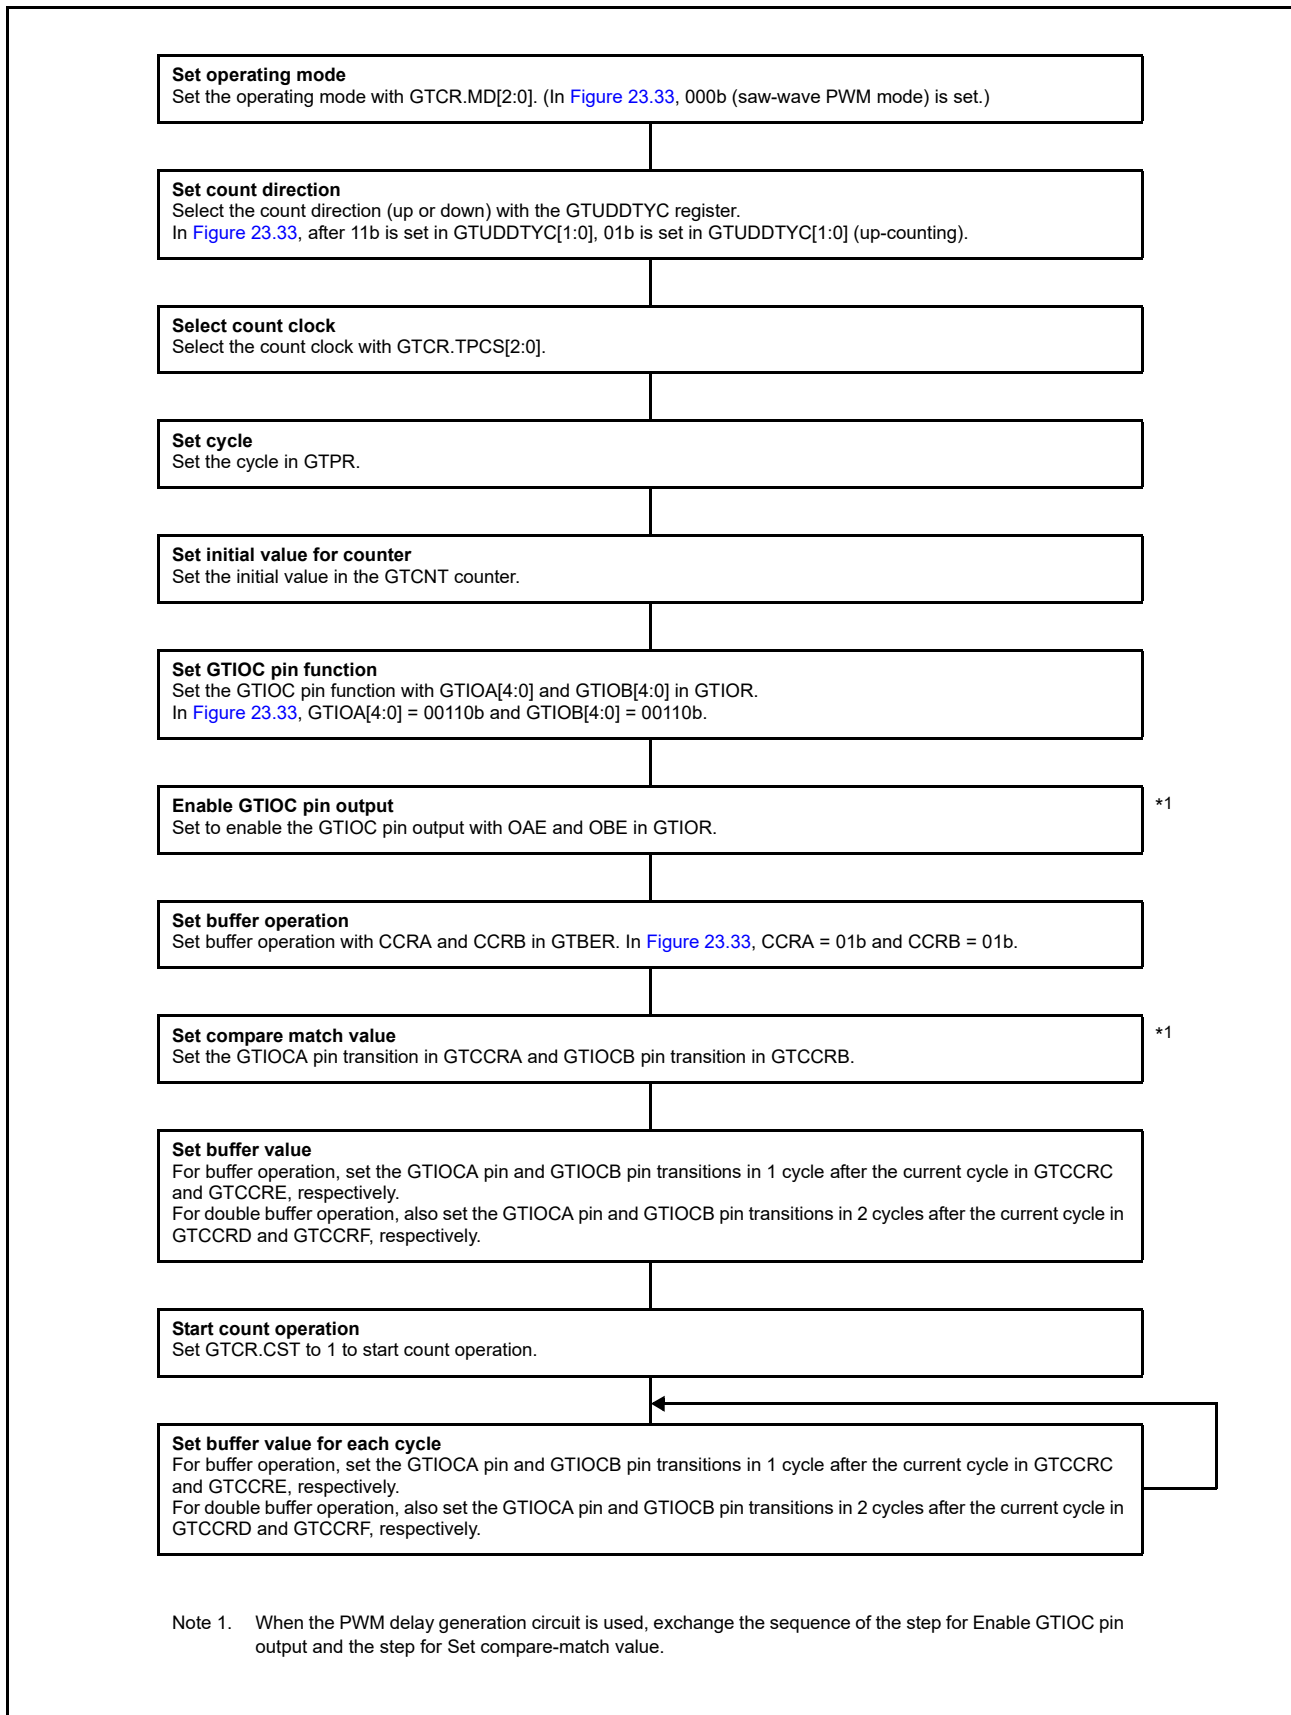 Set operating mode
Set the operating mode with GTCR.MD[2:0]. (In Figure 23.33, 000b (saw-wave PWM mode) is set.)
Set count direction
Select the count direction (up or down) with the GTUDDTYC register.
In Figure 23.33, after 11b is set in GTUDDTYC[1:0], 01b is set in GTUDDTYC[1:0] (up-counting).
Select count clock
Select the count clock with GTCR.TPCS[2:0].
Set cycle
Set the cycle in GTPR.
Set initial value for counter
Set the initial value in the GTCNT counter.
Set GTIOC pin function
Set the GTIOC pin function with GTIOA[4:0] and GTIOB[4:0] in GTIOR.
In Figure 23.33, GTIOA[4:0] = 00110b and GTIOB[4:0] = 00110b.
Enable GTIOC pin output
*1
Set to enable the GTIOC pin output with OAE and OBE in GTIOR.
Set buffer operation
Set buffer operation with CCRA and CCRB in GTBER. In Figure 23.33, CCRA = 01b and CCRB = 01b.
Set compare match value
*1
Set the GTIOCA pin transition in GTCCRA and GTIOCB pin transition in GTCCRB.
Set buffer value
For buffer operation, set the GTIOCA pin and GTIOCB pin transitions in 1 cycle after the current cycle in GTCCRC
and GTCCRE, respectively.
For double buffer operation, also set the GTIOCA pin and GTIOCB pin transitions in 2 cycles after the current cycle in
GTCCRD and GTCCRF, respectively.
Start count operation
Set GTCR.CST to 1 to start count operation.
Set buffer value for each cycle
For buffer operation, set the GTIOCA pin and GTIOCB pin transitions in 1 cycle after the current cycle in GTCCRC
and GTCCRE, respectively.
For double buffer operation, also set the GTIOCA pin and GTIOCB pin transitions in 2 cycles after the current cycle in
GTCCRD and GTCCRF, respectively.
Note 1. When the PWM delay generation circuit is used, exchange the sequence of the step for Enable GTIOC pin
output and the step for Set compare-match value.